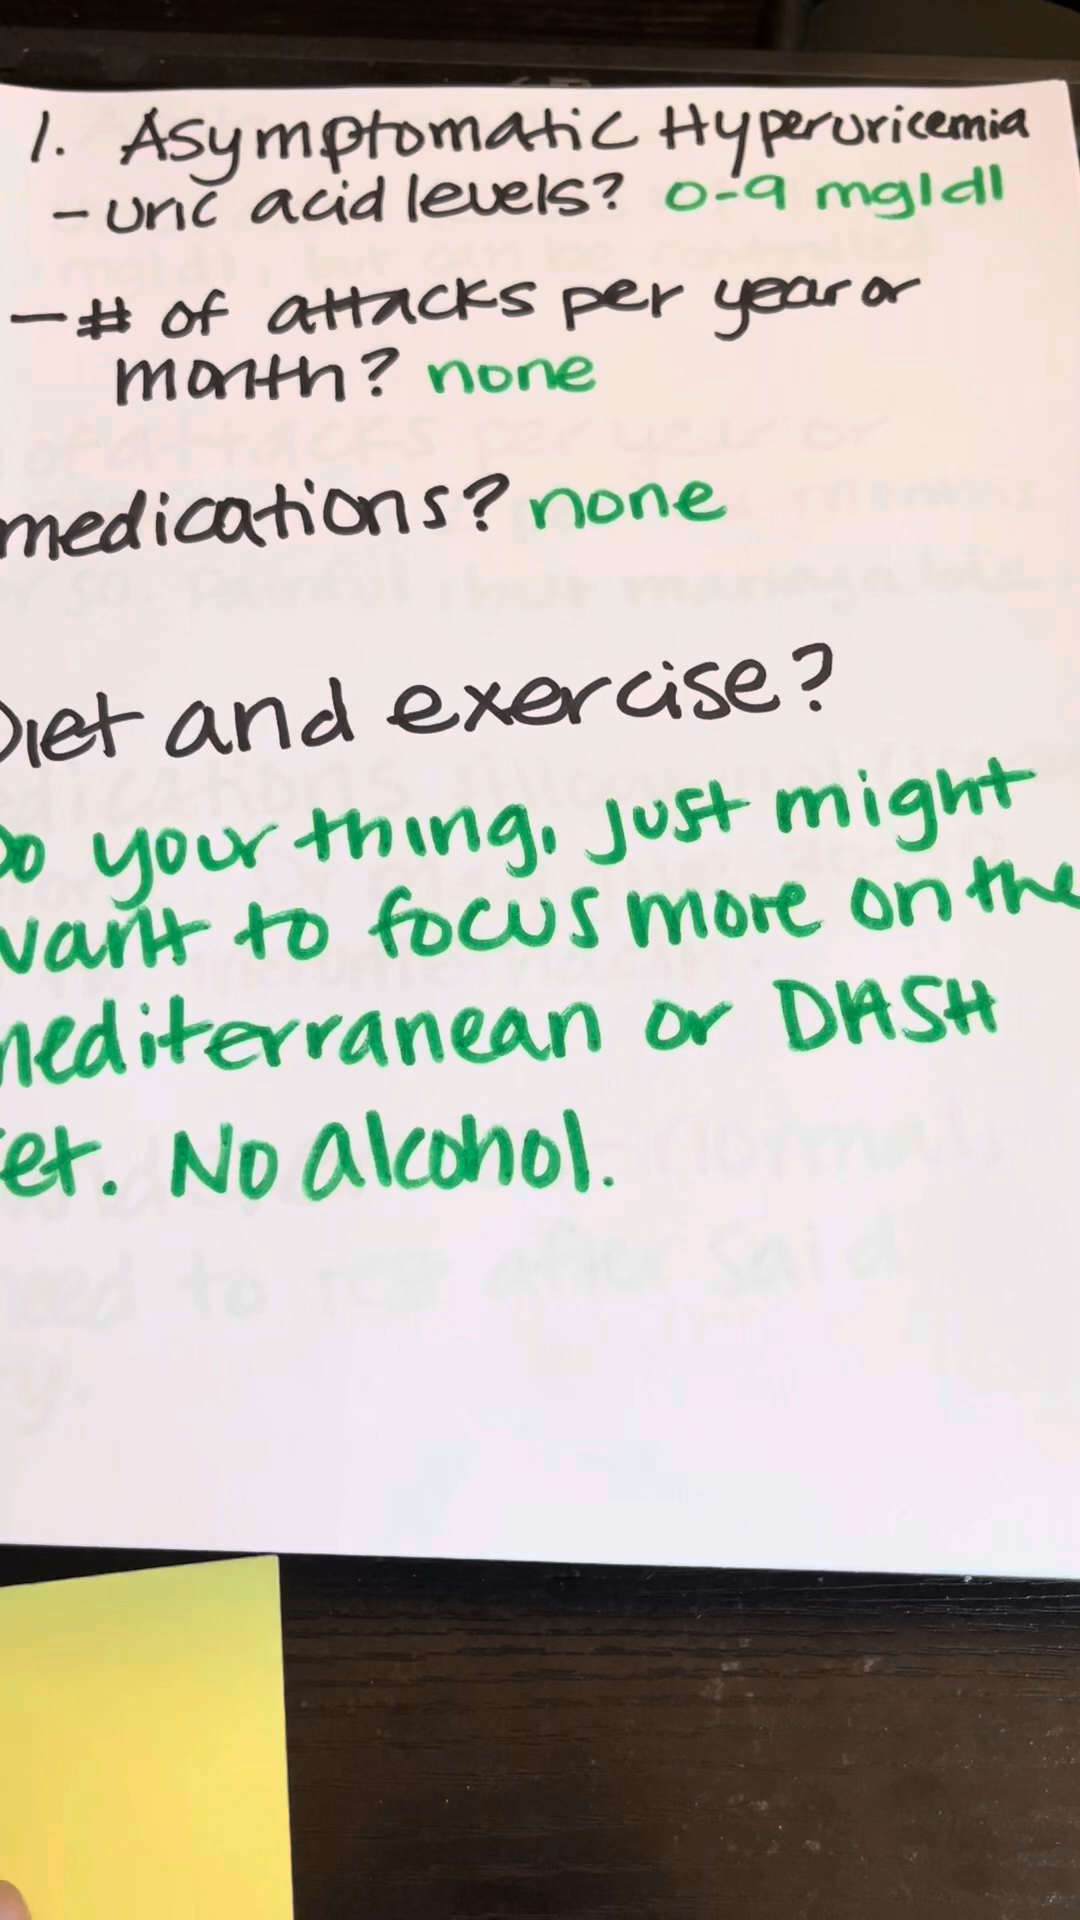 1. Asymptomatic Hyperuricemia
- uric acid levels? 0-9 mg/dl
- # of attacks per year or
month? none
medications? none
Diet and exercise?
Do your thing, just might
want to focus more on the
mediterranean or DASH
et. No alcohol.